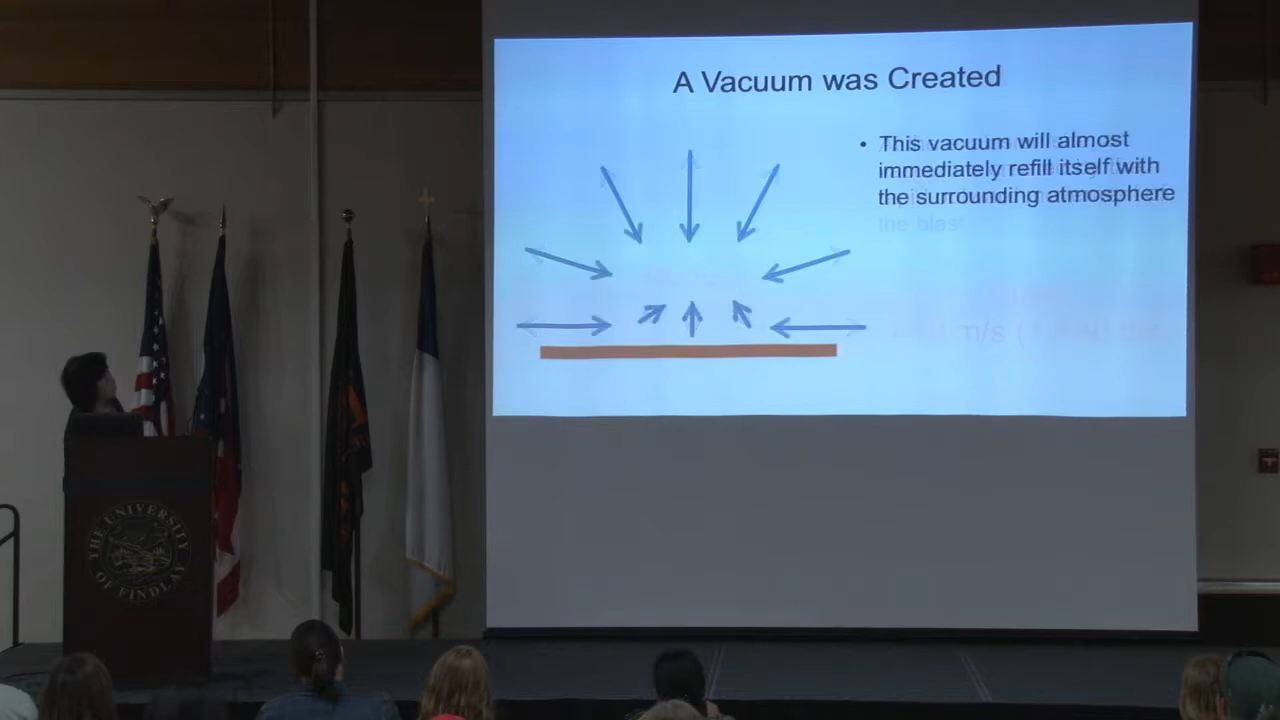 A Vacuum was Created
• This vacuum will almost
immediately refill itself with
the surrounding atmosphere
the blast
m/s (
THE UNIVERSITY
OF FINDLAY